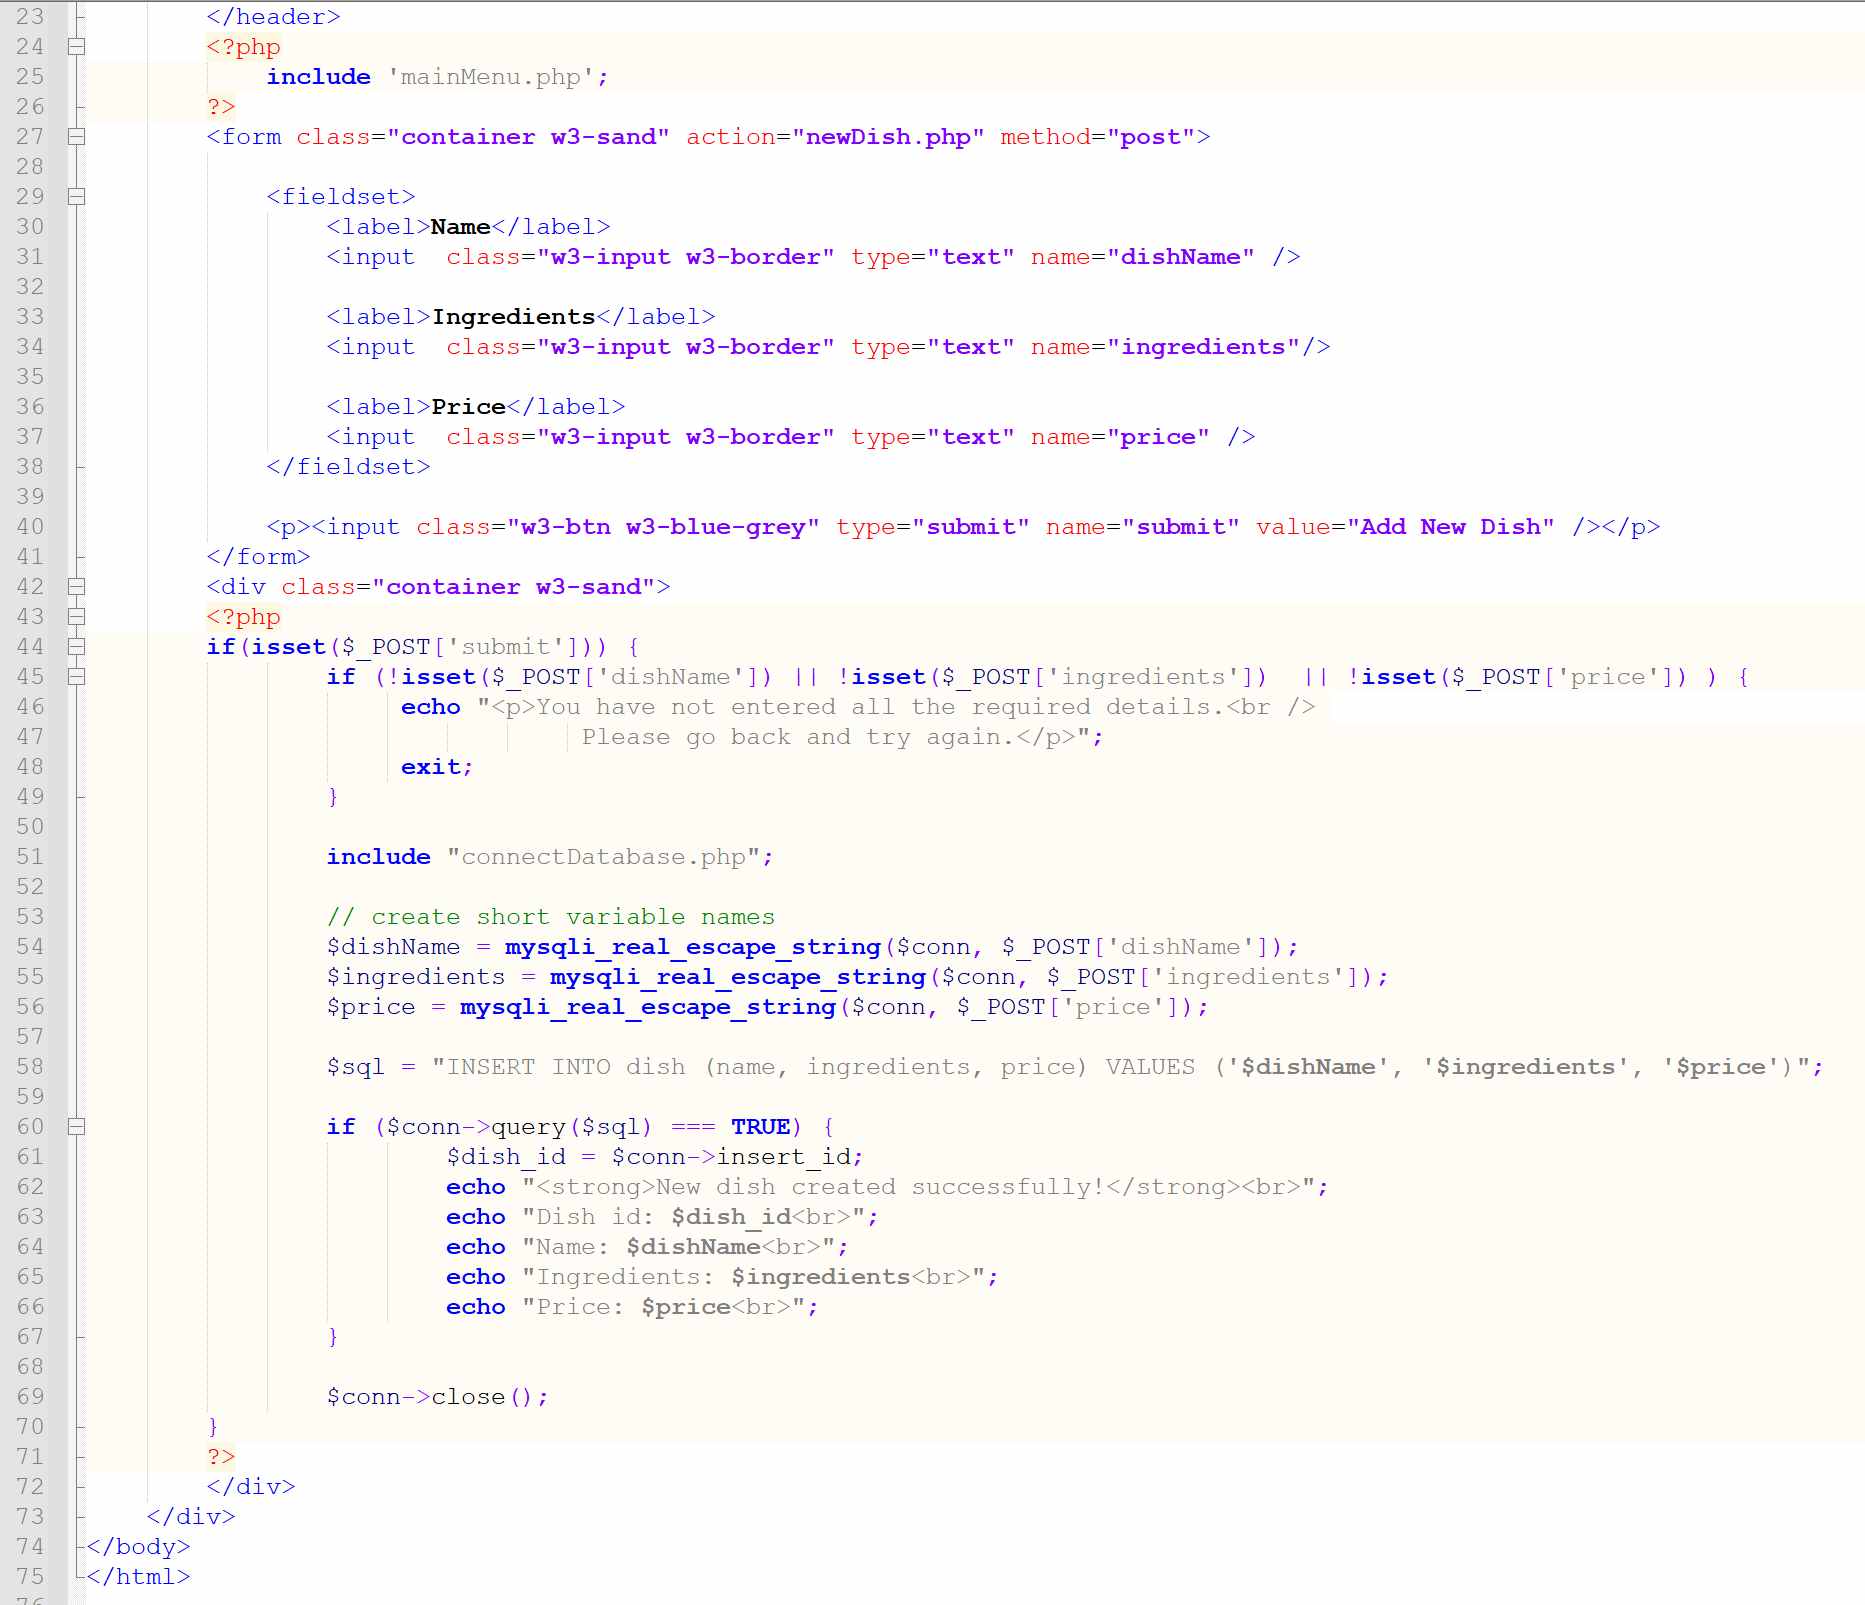 23 </header>
24 <?php
25 include 'mainMenu.php';
26 ?>
27 <form class="container w3-sand" action="newDish.php" method="post">
28
29 <fieldset>
30 <label>Name</label>
31 <input  class="w3-input w3-border" type="text" name="dishName" />
32
33 <label>Ingredients</label>
34 <input  class="w3-input w3-border" type="text" name="ingredients"/>
35
36 <label>Price</label>
37 <input  class="w3-input w3-border" type="text" name="price" />
38 </fieldset>
39
40 <p><input class="w3-btn w3-blue-grey" type="submit" name="submit" value="Add New Dish" /></p>
41 </form>
42 <div class="container w3-sand">
43 <?php
44 if(isset($_POST['submit'])) {
45 if (!isset($_POST['dishName']) || !isset($_POST['ingredients'])  || !isset($_POST['price']) ) {
46 echo "<p>You have not entered all the required details.<br />
47 Please go back and try again.</p>";
48 exit;
49 }
50
51 include "connectDatabase.php";
52
53 // create short variable names
54 $dishName = mysqli_real_escape_string($conn, $_POST['dishName']);
55 $ingredients = mysqli_real_escape_string($conn, $_POST['ingredients']);
56 $price = mysqli_real_escape_string($conn, $_POST['price']);
57
58 $sql = "INSERT INTO dish (name, ingredients, price) VALUES ('$dishName', '$ingredients', '$price')";
59
60 if ($conn->query($sql) === TRUE) {
61 $dish_id = $conn->insert_id;
62 echo "<strong>New dish created successfully!</strong><br>";
63 echo "Dish id: $dish_id<br>";
64 echo "Name: $dishName<br>";
65 echo "Ingredients: $ingredients<br>";
66 echo "Price: $price<br>";
67 }
68
69 $conn->close();
70 }
71 ?>
72 </div>
73 </div>
74 </body>
75 </html>